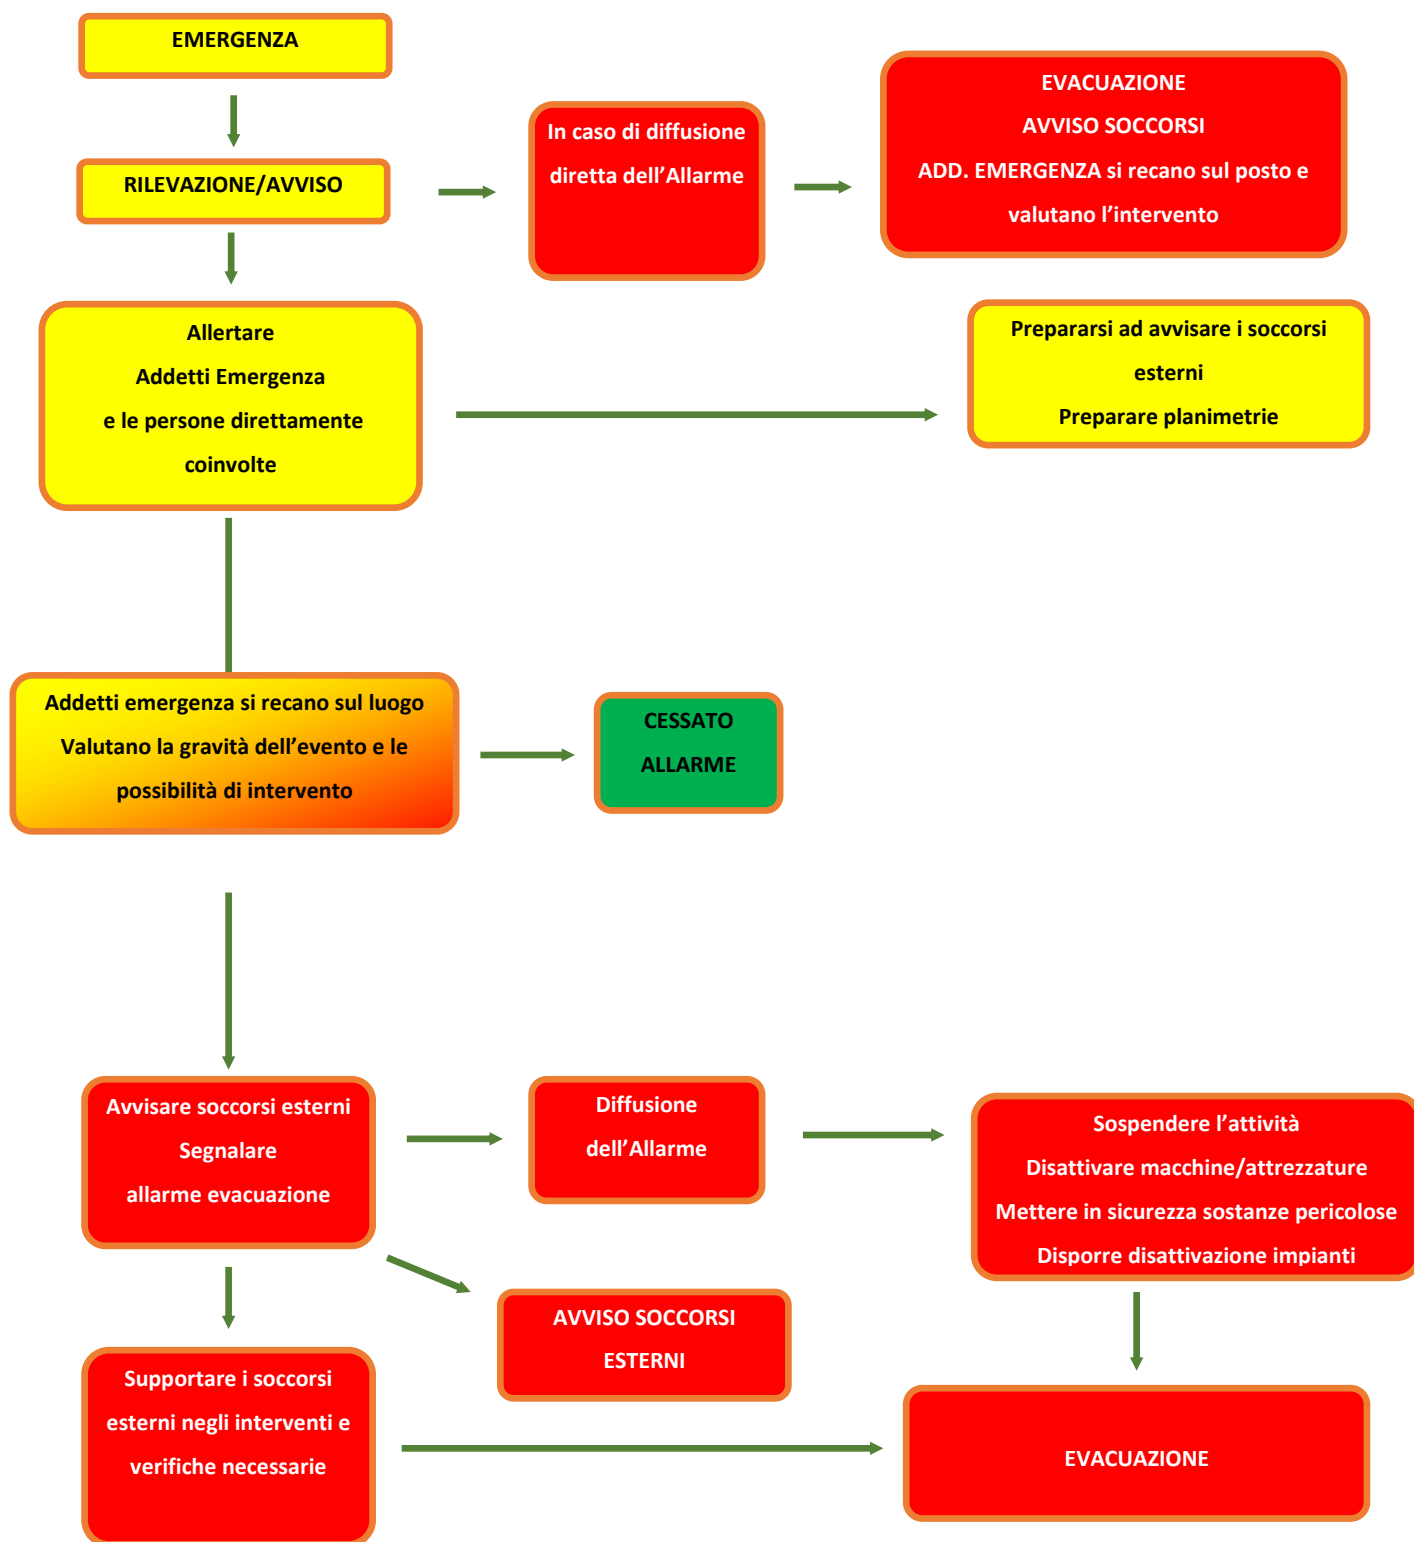 EMERGENZA
RILEVAZIONE/AVVISO
In caso di diffusione
diretta dell’Allarme
EVACUAZIONE
AVVISO SOCCORSI
ADD. EMERGENZA si recano sul posto e
valutano l’intervento
Allertare
Addetti Emergenza
e le persone direttamente
coinvolte
Prepararsi ad avvisare i soccorsi
esterni
Preparare planimetrie
Addetti emergenza si recano sul luogo
Valutano la gravità dell’evento e le
possibilità di intervento
CESSATO
ALLARME
Avvisare soccorsi esterni
Segnalare
allarme evacuazione
Diffusione
dell’Allarme
Sospendere l’attività
Disattivare macchine/attrezzature
Mettere in sicurezza sostanze pericolose
Disporre disattivazione impianti
AVVISO SOCCORSI
ESTERNI
Supportare i soccorsi
esterni negli interventi e
verifiche necessarie
EVACUAZIONE